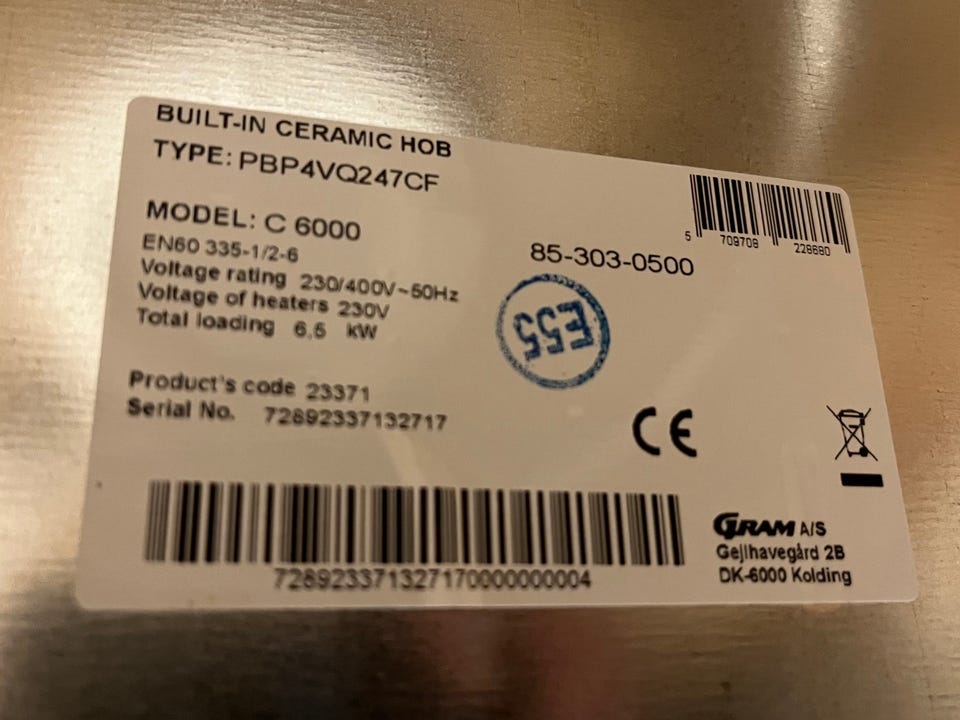 BUILT-IN CERAMIC HOB
TYPE: PBP4VQ247CF
MODEL: C 6000
EN60 335-1/2-6
Voltage rating 230/400V~50Hz
Voltage of heaters 230V
Total loading 6,5 kW
Product's code 23371
Serial No. 72892337132717
728923371327170000000004
5 709708 228680
85-303-0500
E55
CE
GRAM A/S
Gejlhavegård 2B
DK-6000 Kolding